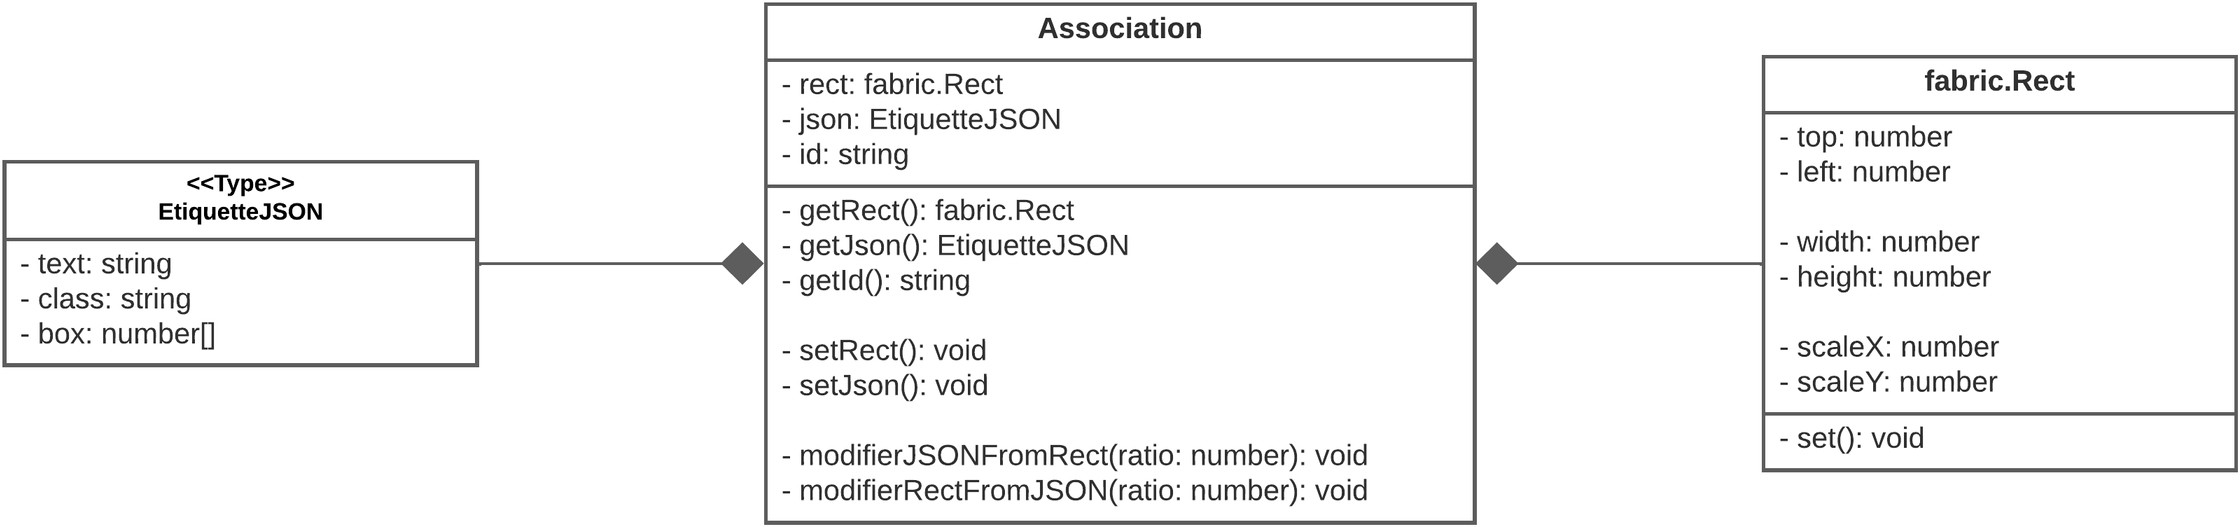 <<Type>>
EtiquetteJSON
- text: string
- class: string
- box: number[]
Association
- rect: fabric.Rect
- json: EtiquetteJSON
- id: string
- getRect(): fabric.Rect
- getJson(): EtiquetteJSON
- getId(): string
- setRect(): void
- setJson(): void
- modifierJSONFromRect(ratio: number): void
- modifierRectFromJSON(ratio: number): void
fabric.Rect
- top: number
- left: number
- width: number
- height: number
- scaleX: number
- scaleY: number
- set(): void